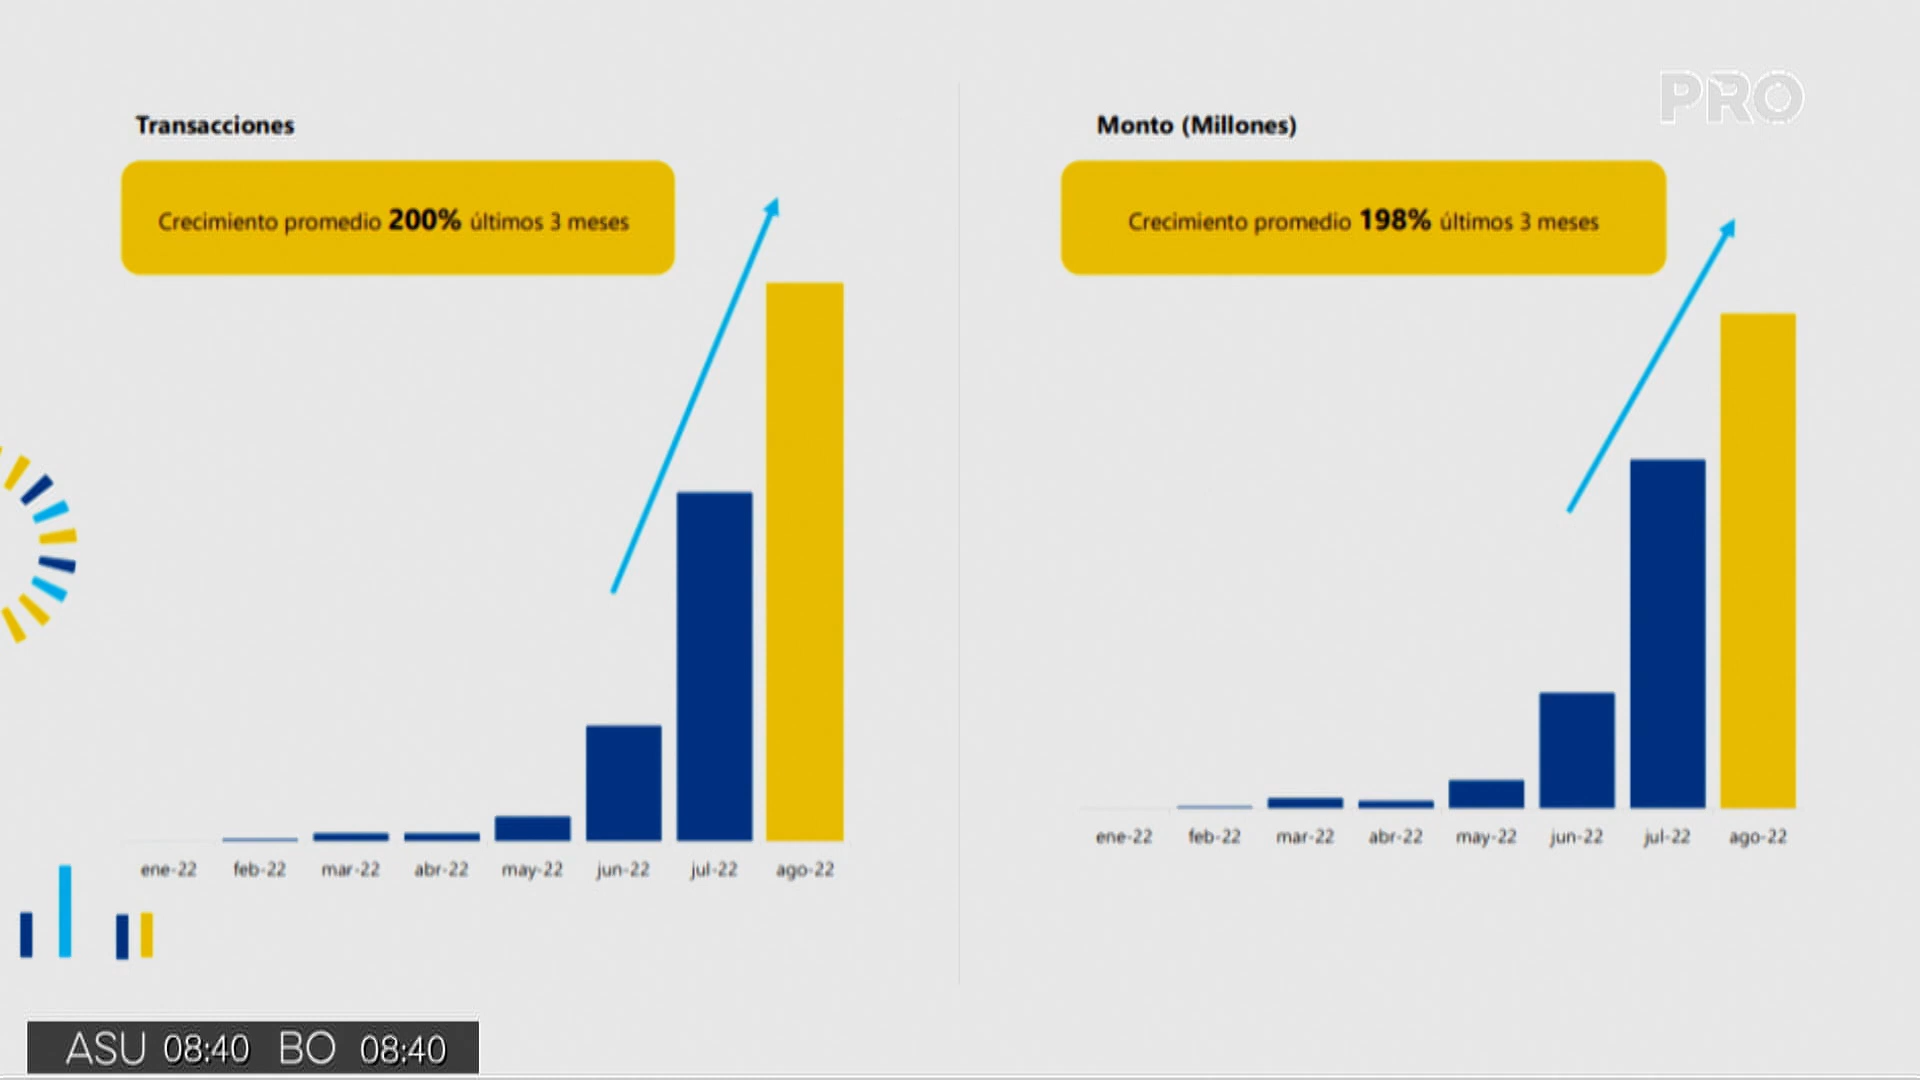 PRO
Transacciones
Crecimiento promedio 200% últimos 3 meses
ene-22 feb-22 mar-22 abr-22 may-22 jun-22 jul-22 ago-22
Monto (Millones)
Crecimiento promedio 198% últimos 3 meses
ene-22 feb-22 mar-22 abr-22 may-22 jun-22 jul-22 ago-22
ASU 08:40 BO 08:40